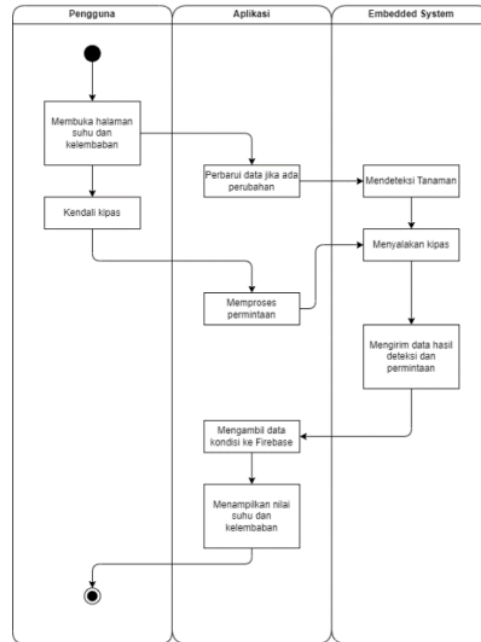 Pengguna
Aplikasi
Embedded System
Membuka halaman
suhu dan
kelembaban
Perbarui data jika ada
perubahan
Mendeteksi Tanaman
Kendali kipas
Menyalakan kipas
Memproses
permintaan
Mengirim data hasil
deteksi dan
permintaan
Mengambil data
kondisi ke Firebase
Menampilkan nilai
suhu dan
kelembaban